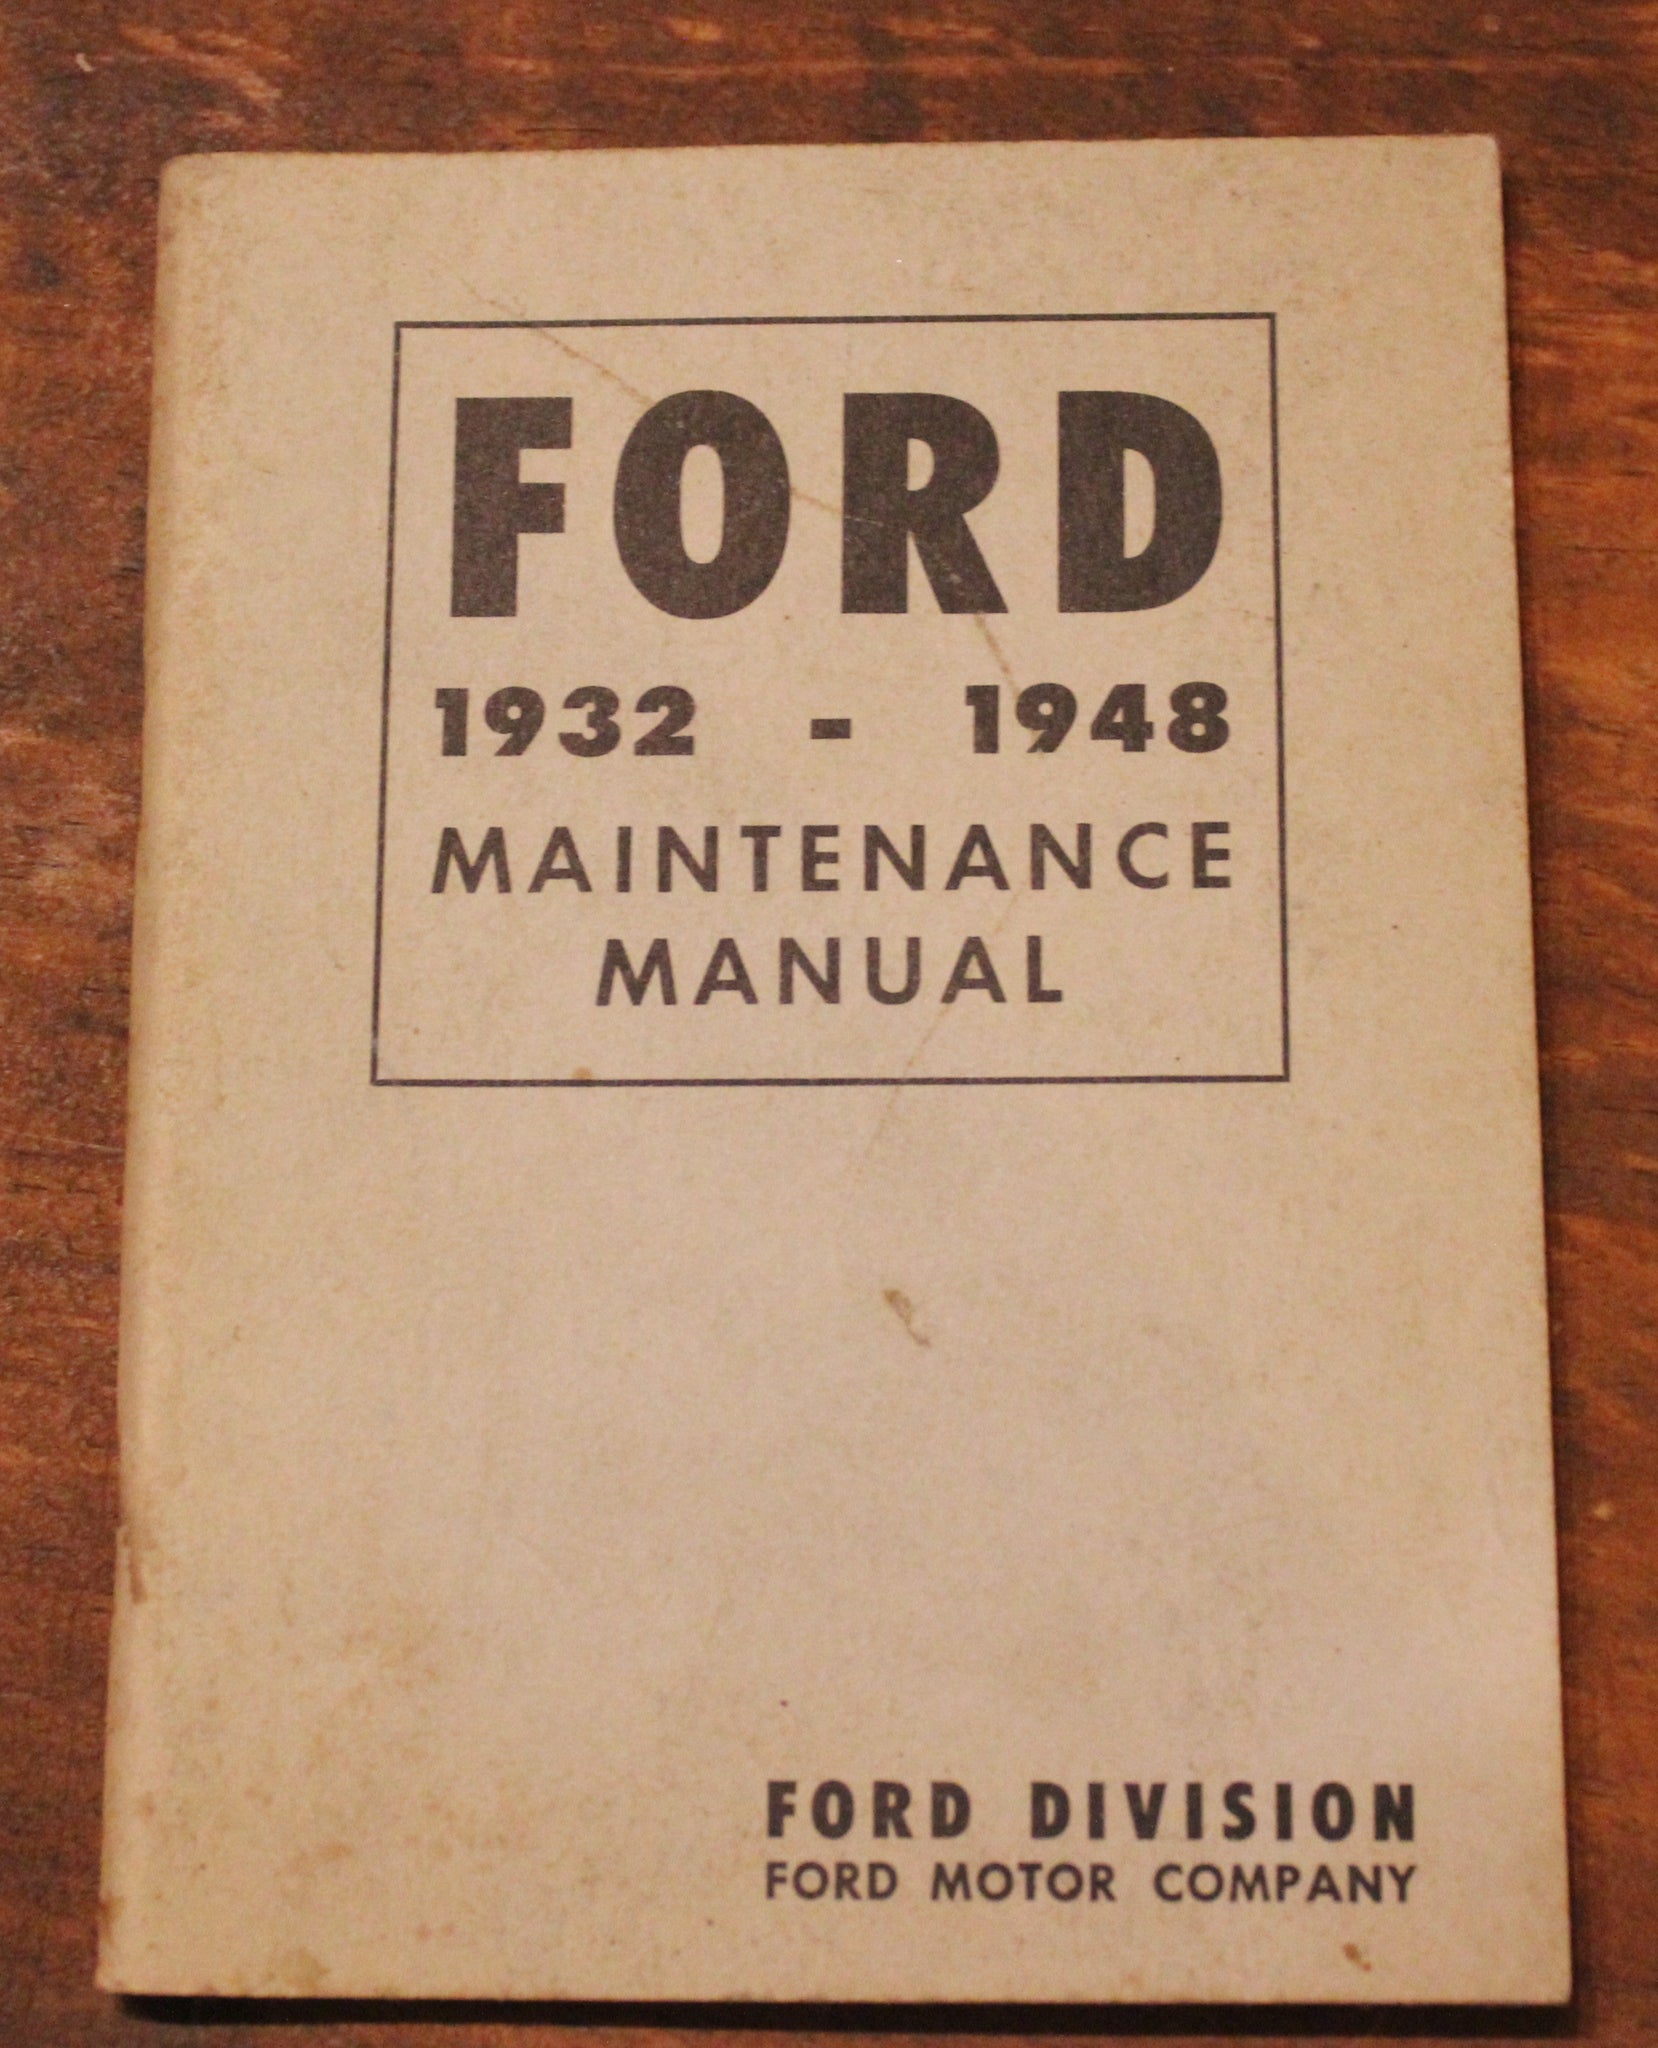 FORD
1932 - 1948
MAINTENANCE
MANUAL
FORD DIVISION
FORD MOTOR COMPANY